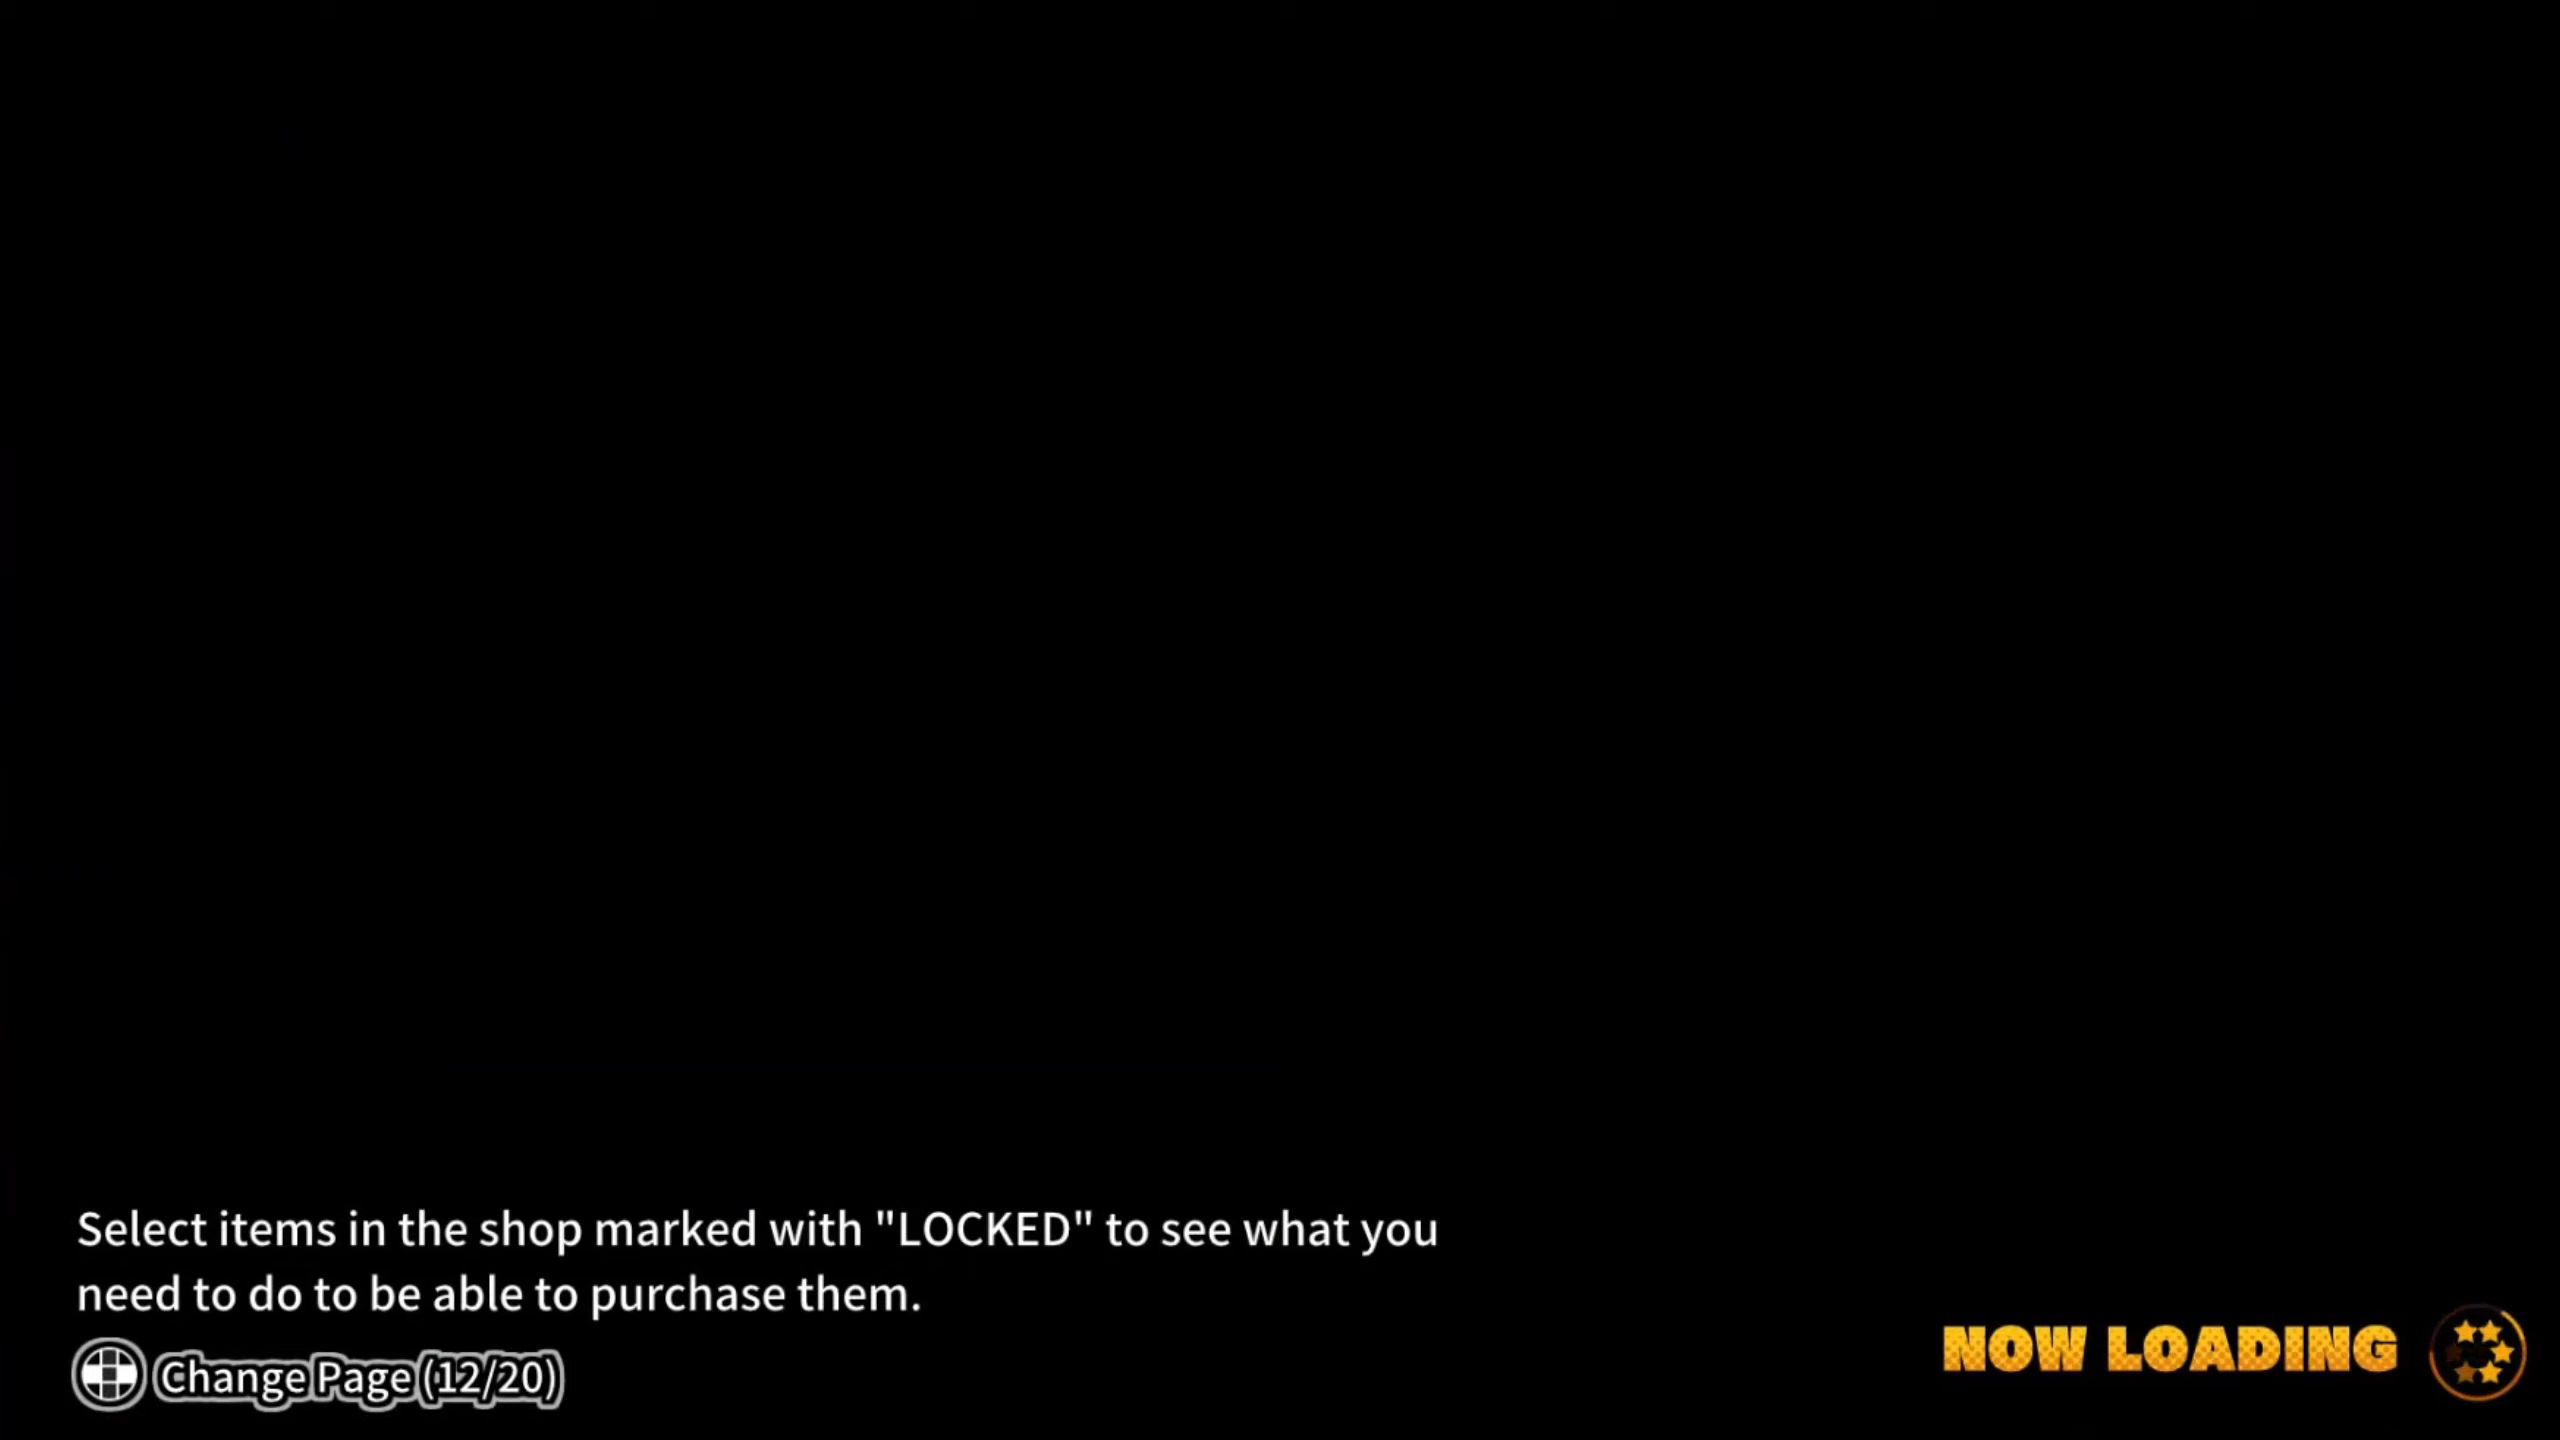 Select items in the shop marked with "LOCKED" to see what you
need to do to be able to purchase them.
Change Page (12/20)
NOW LOADING